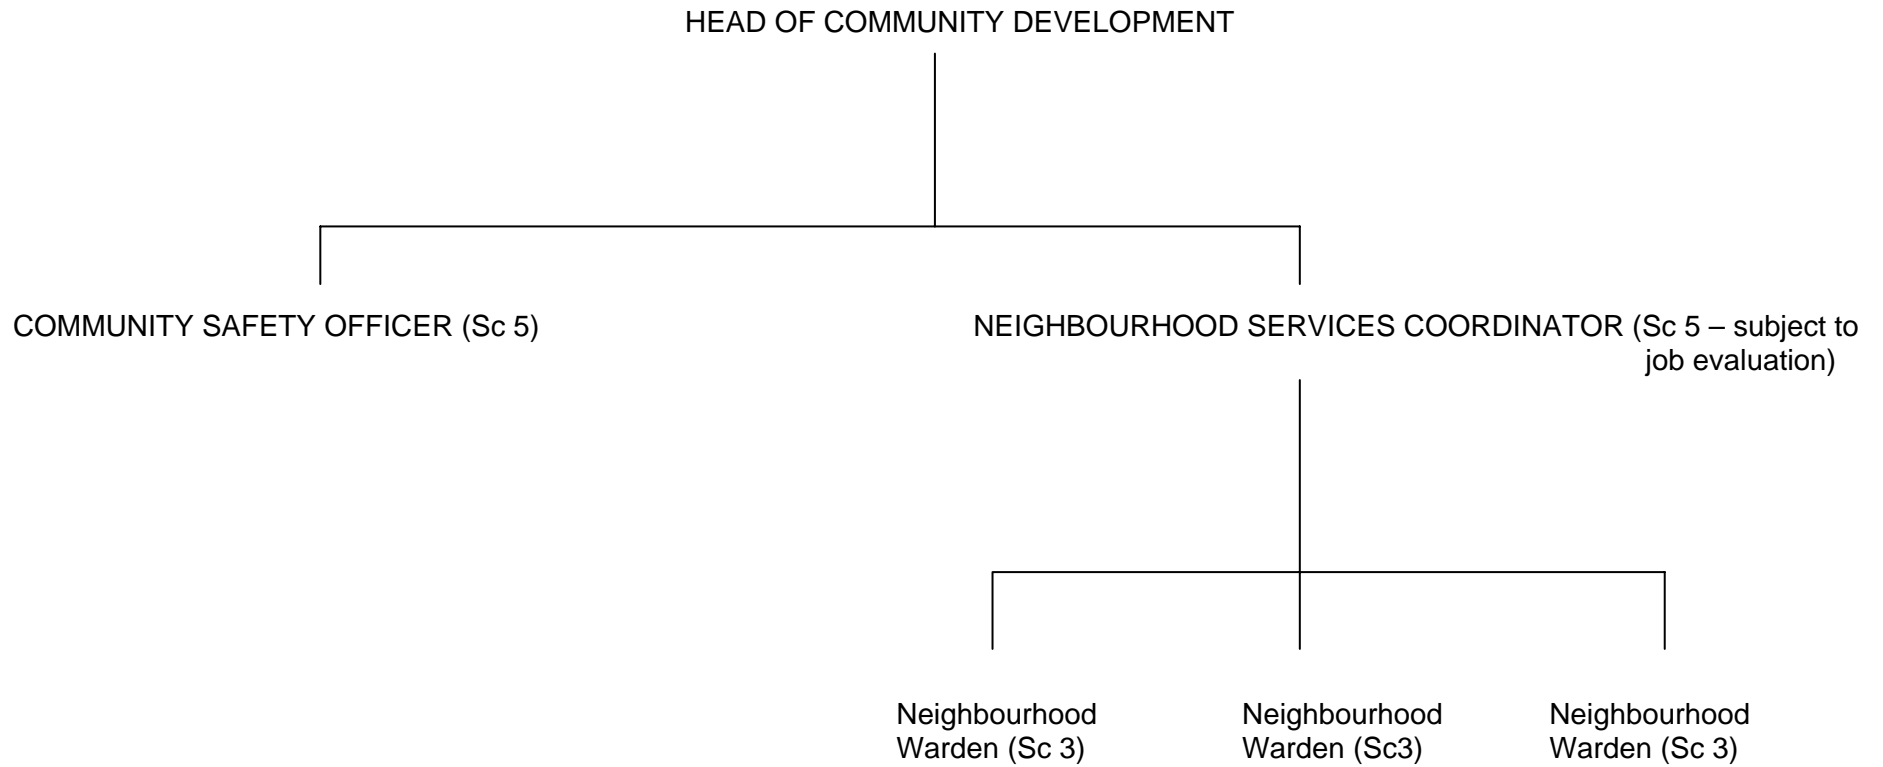 HEAD OF COMMUNITY DEVELOPMENT
COMMUNITY SAFETY OFFICER (Sc 5)
NEIGHBOURHOOD SERVICES COORDINATOR (Sc 5 – subject to
job evaluation)
Neighbourhood
Warden (Sc 3)
Neighbourhood
Warden (Sc3)
Neighbourhood
Warden (Sc 3)